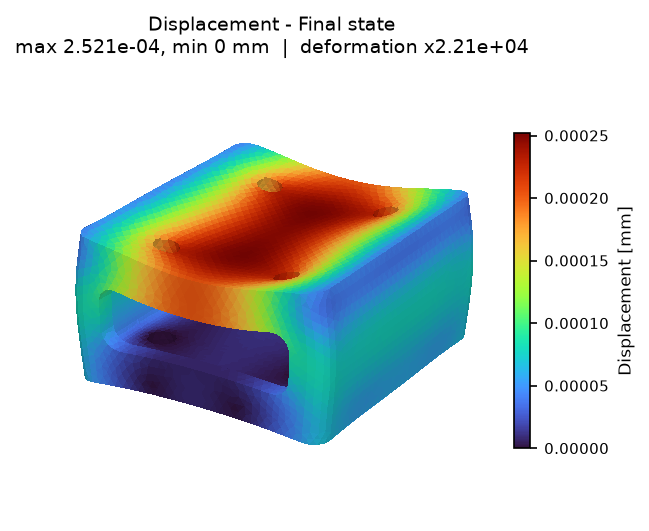 Displacement - Final state
max 2.521e-04, min 0 mm  |  deformation x2.21e+04
0.00025
0.00020
0.00015
0.00010
0.00005
0.00000
Displacement [mm]